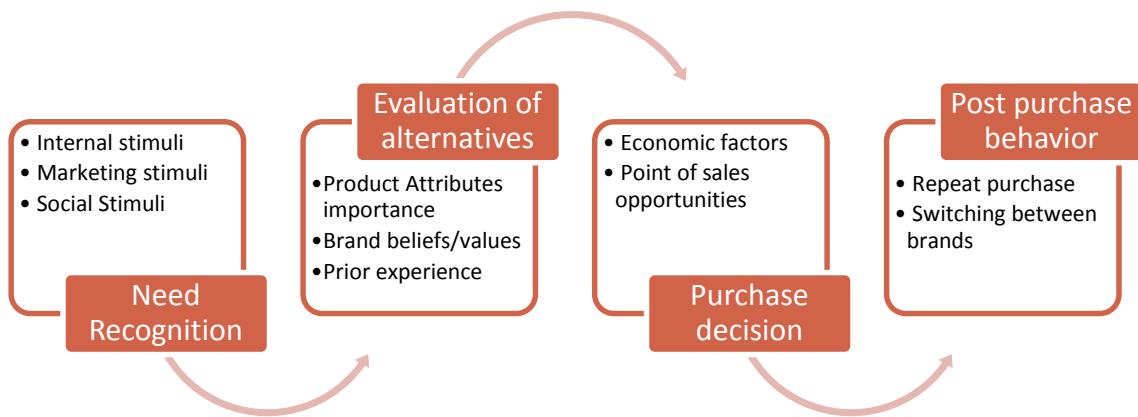 • Internal stimuli
• Marketing stimuli
• Social Stimuli
Need
Recognition
Evaluation of
alternatives
•Product Attributes
importance
•Brand beliefs/values
•Prior experience
• Economic factors
• Point of sales
opportunities
Purchase
decision
Post purchase
behavior
• Repeat purchase
• Switching between
brands